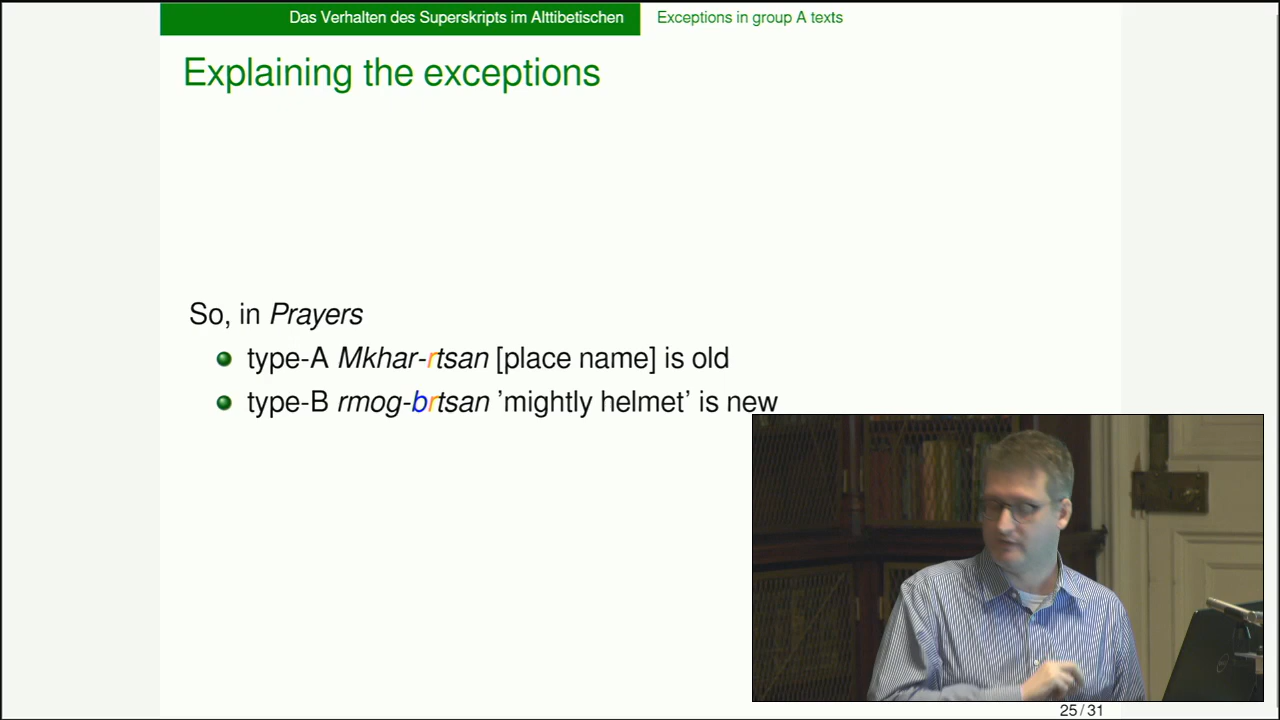 Das Verhalten des Superskripts im Alttibetischen
Exceptions in group A texts
Explaining the exceptions
So, in Prayers
type-A Mkhar-rtsan [place name] is old
type-B rmog-brtsan 'mightly helmet' is new
25 / 31